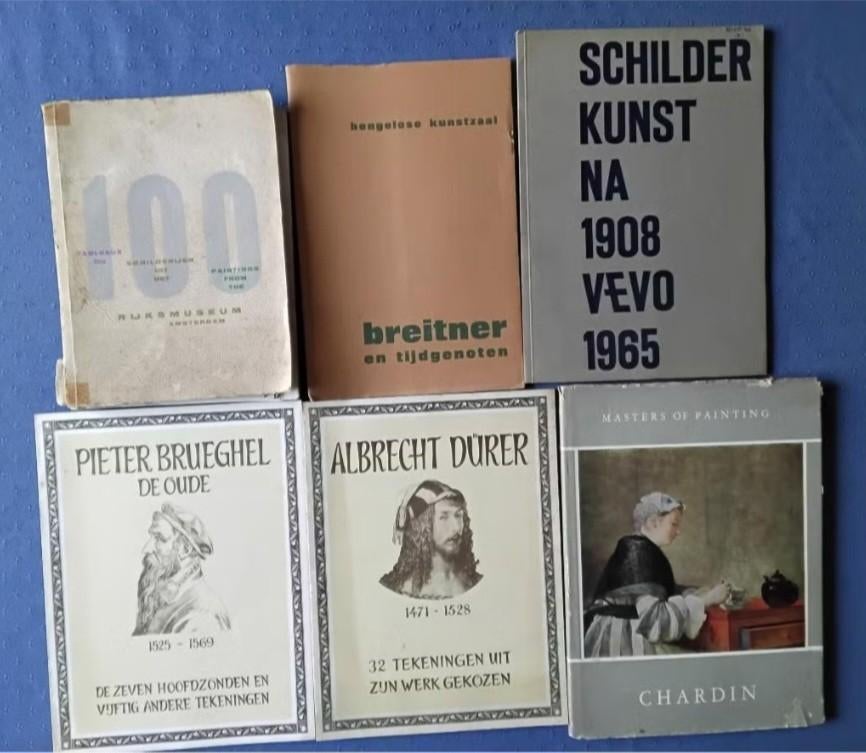 100
TABLEAUX
DU
SCHILDERIJEN
UIT
HET
PAINTINGS
FROM
THE
RIJKSMUSEUM
AMSTERDAM
hengelose kunstzaal
breitner
en tijdgenoten
SCHILDER
KUNST
NA
1908
VÆVO
1965
PIETER BRUEGHEL
DE OUDE
1525 - 1569
DE ZEVEN HOOFDZONDEN EN
VIJFTIG ANDERE TEKENINGEN
ALBRECHT DÜRER
1471 - 1528
32 TEKENINGEN UIT
ZIJN WERK GEKOZEN
MASTERS OF PAINTING
CHARDIN